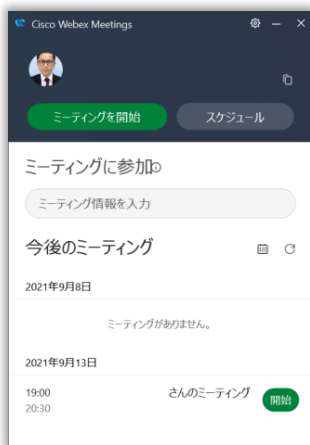 Cisco Webex Meetings
ミーティングを開始
スケジュール
ミーティングに参加
ミーティング情報を入力
今後のミーティング
2021年9月8日
ミーティングがありません。
2021年9月13日
19:00 さんのミーティング 開始
20:30